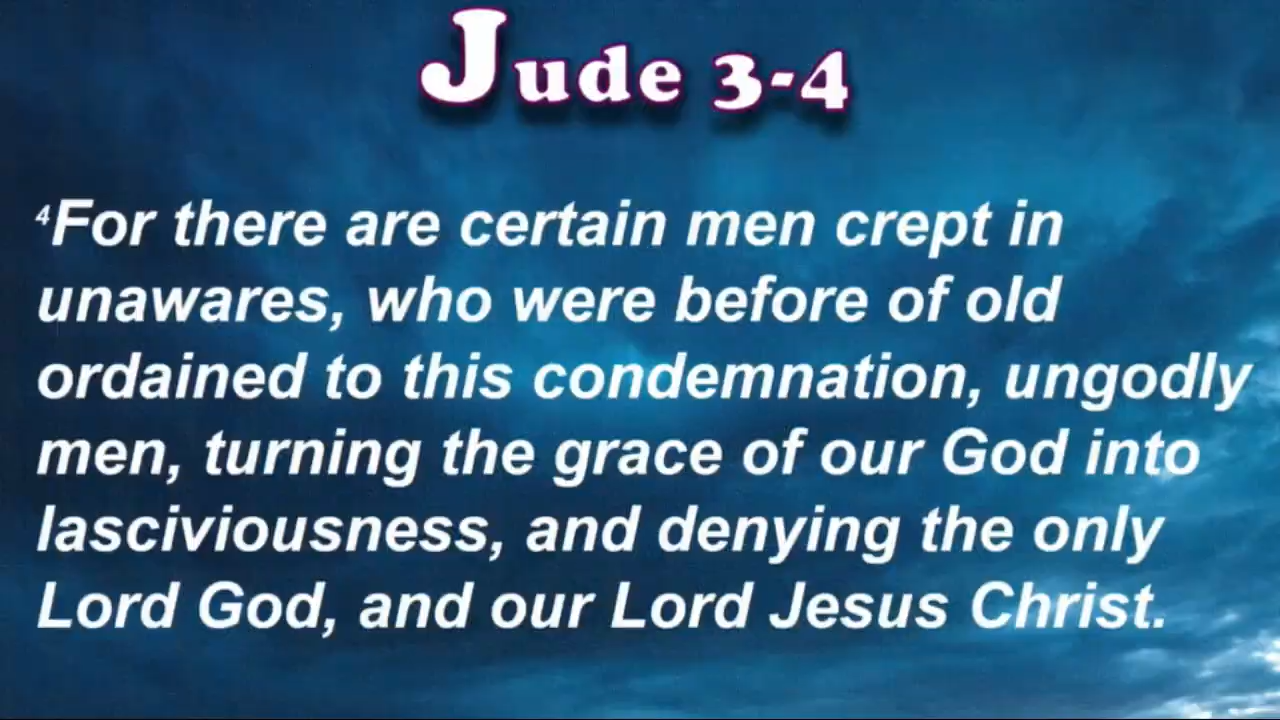 Jude 3-4
⁴For there are certain men crept in
unawares, who were before of old
ordained to this condemnation, ungodly
men, turning the grace of our God into
lasciviousness, and denying the only
Lord God, and our Lord Jesus Christ.